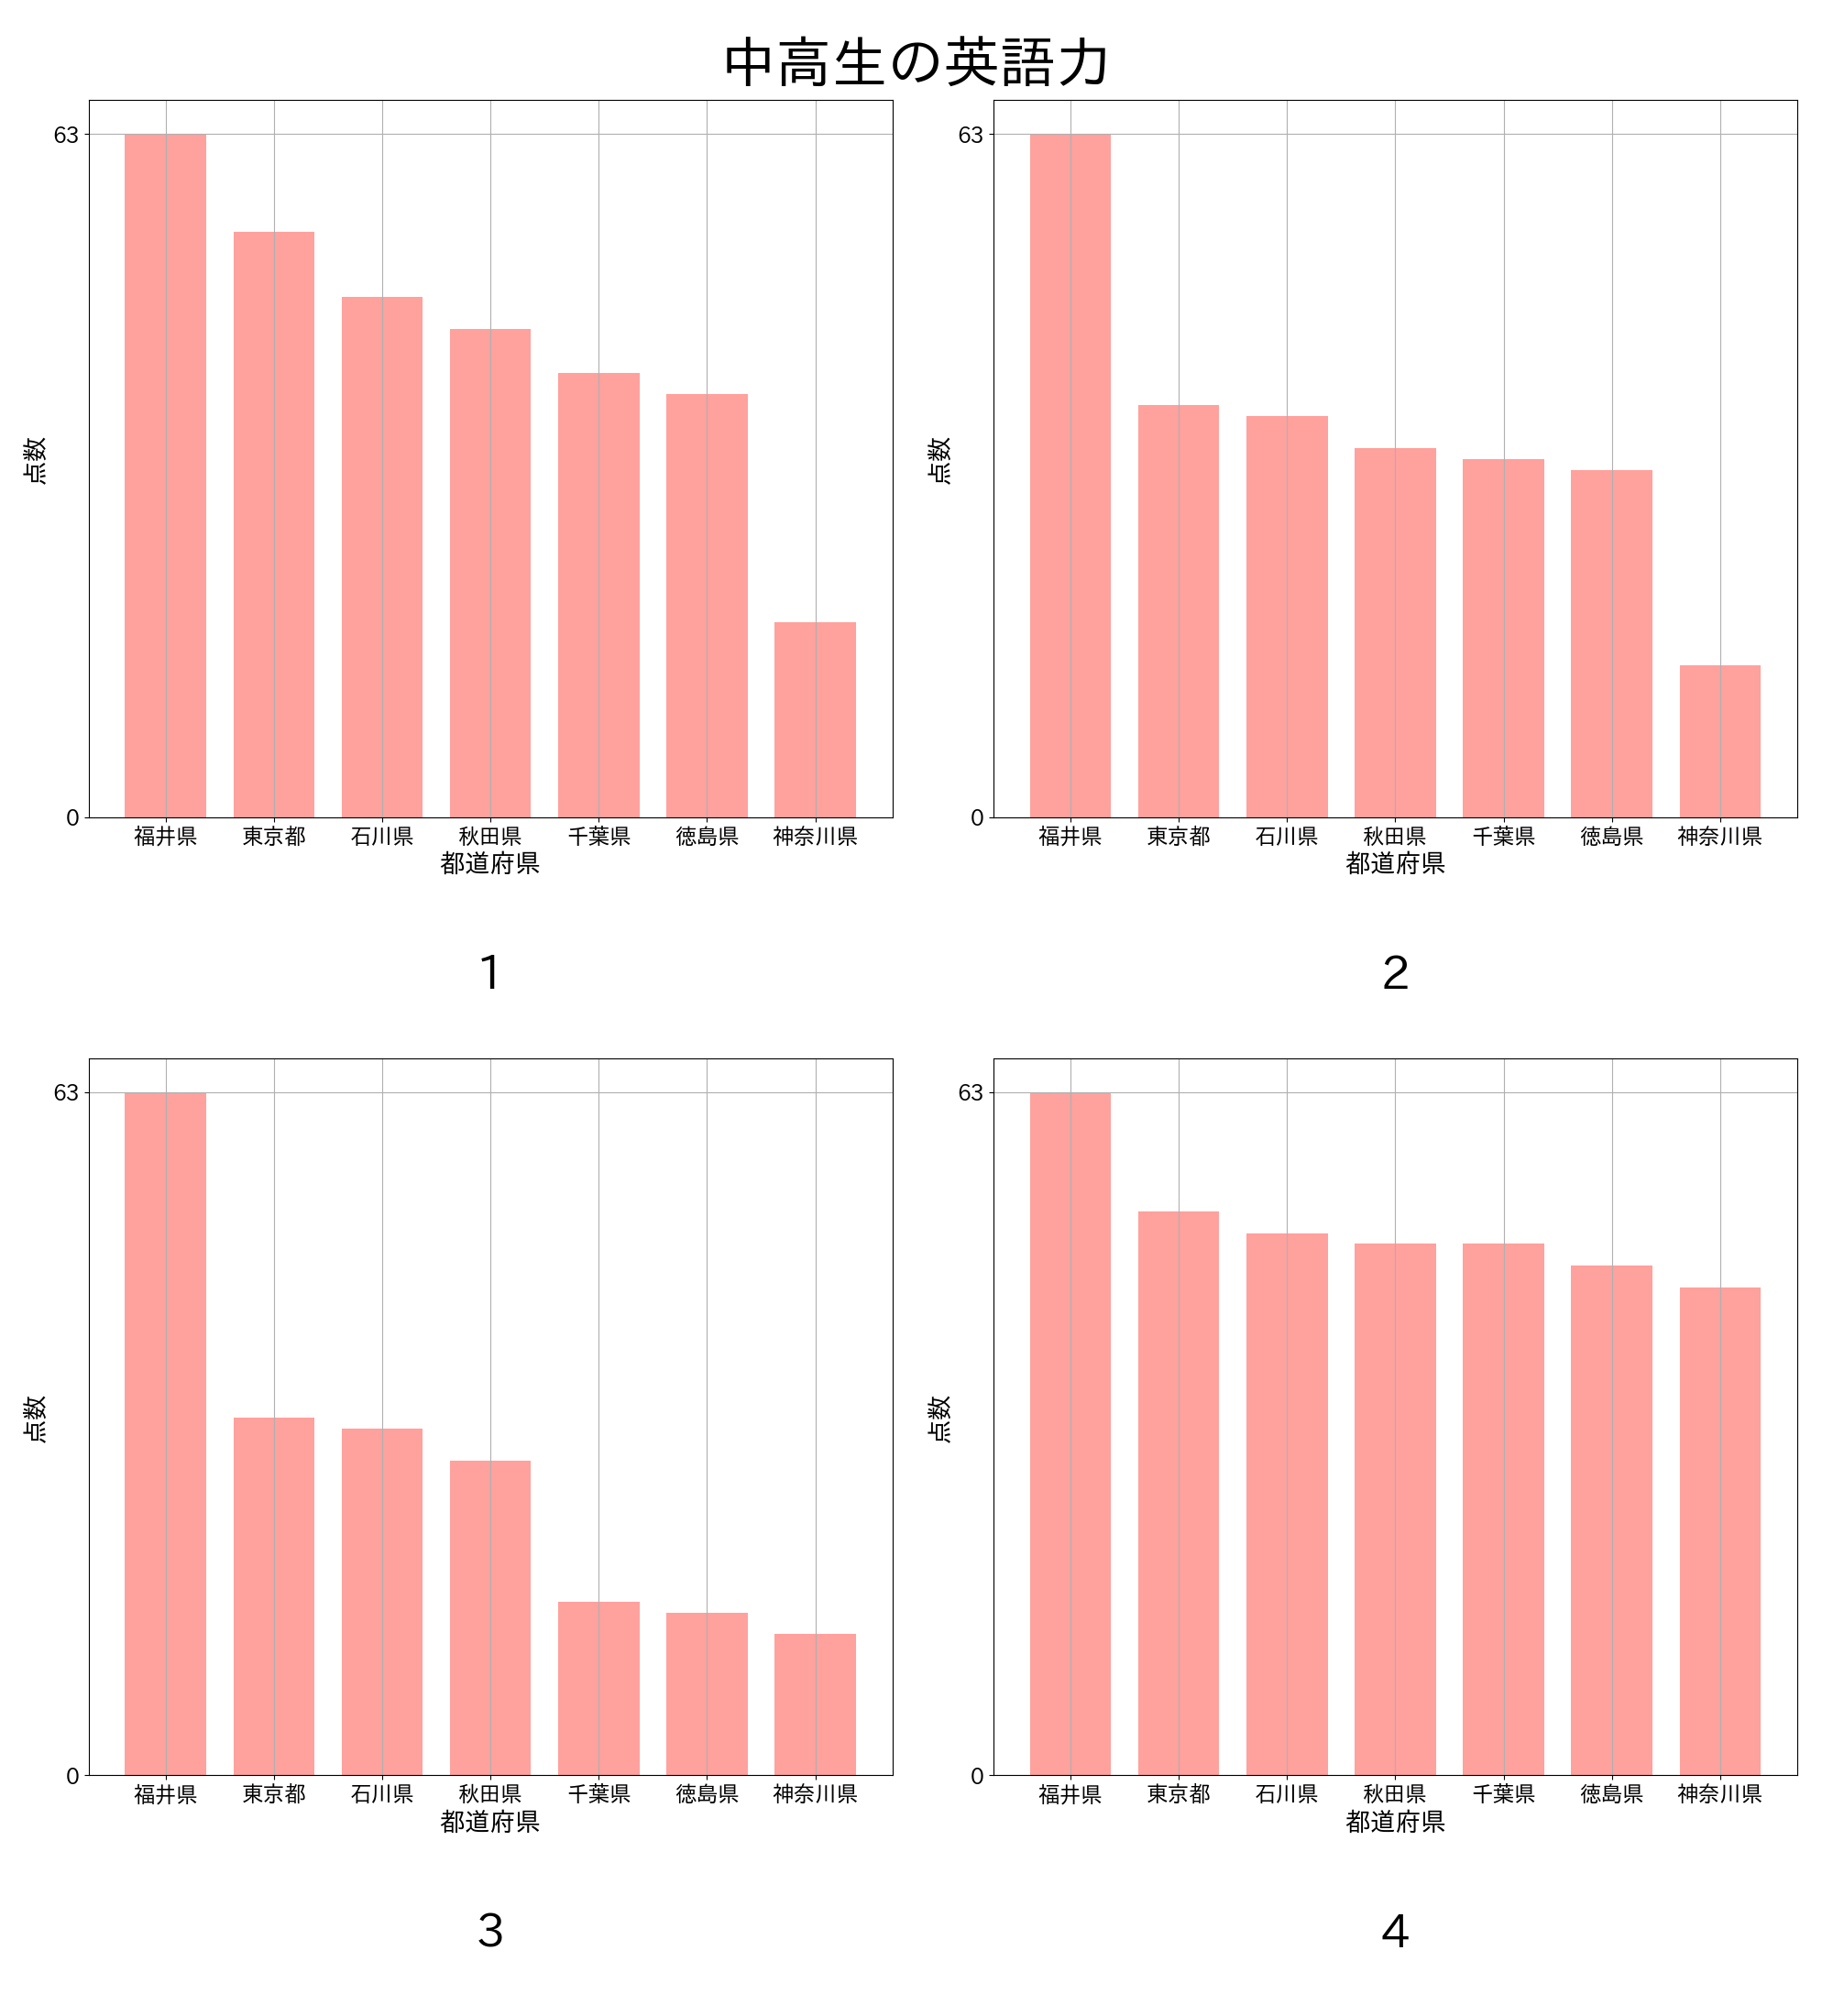 中高生の英語力
63
0
点数
福井県 東京都 石川県 秋田県 千葉県 徳島県 神奈川県
都道府県
1
63
0
点数
福井県 東京都 石川県 秋田県 千葉県 徳島県 神奈川県
都道府県
2
63
0
点数
福井県 東京都 石川県 秋田県 千葉県 徳島県 神奈川県
都道府県
3
63
0
点数
福井県 東京都 石川県 秋田県 千葉県 徳島県 神奈川県
都道府県
4